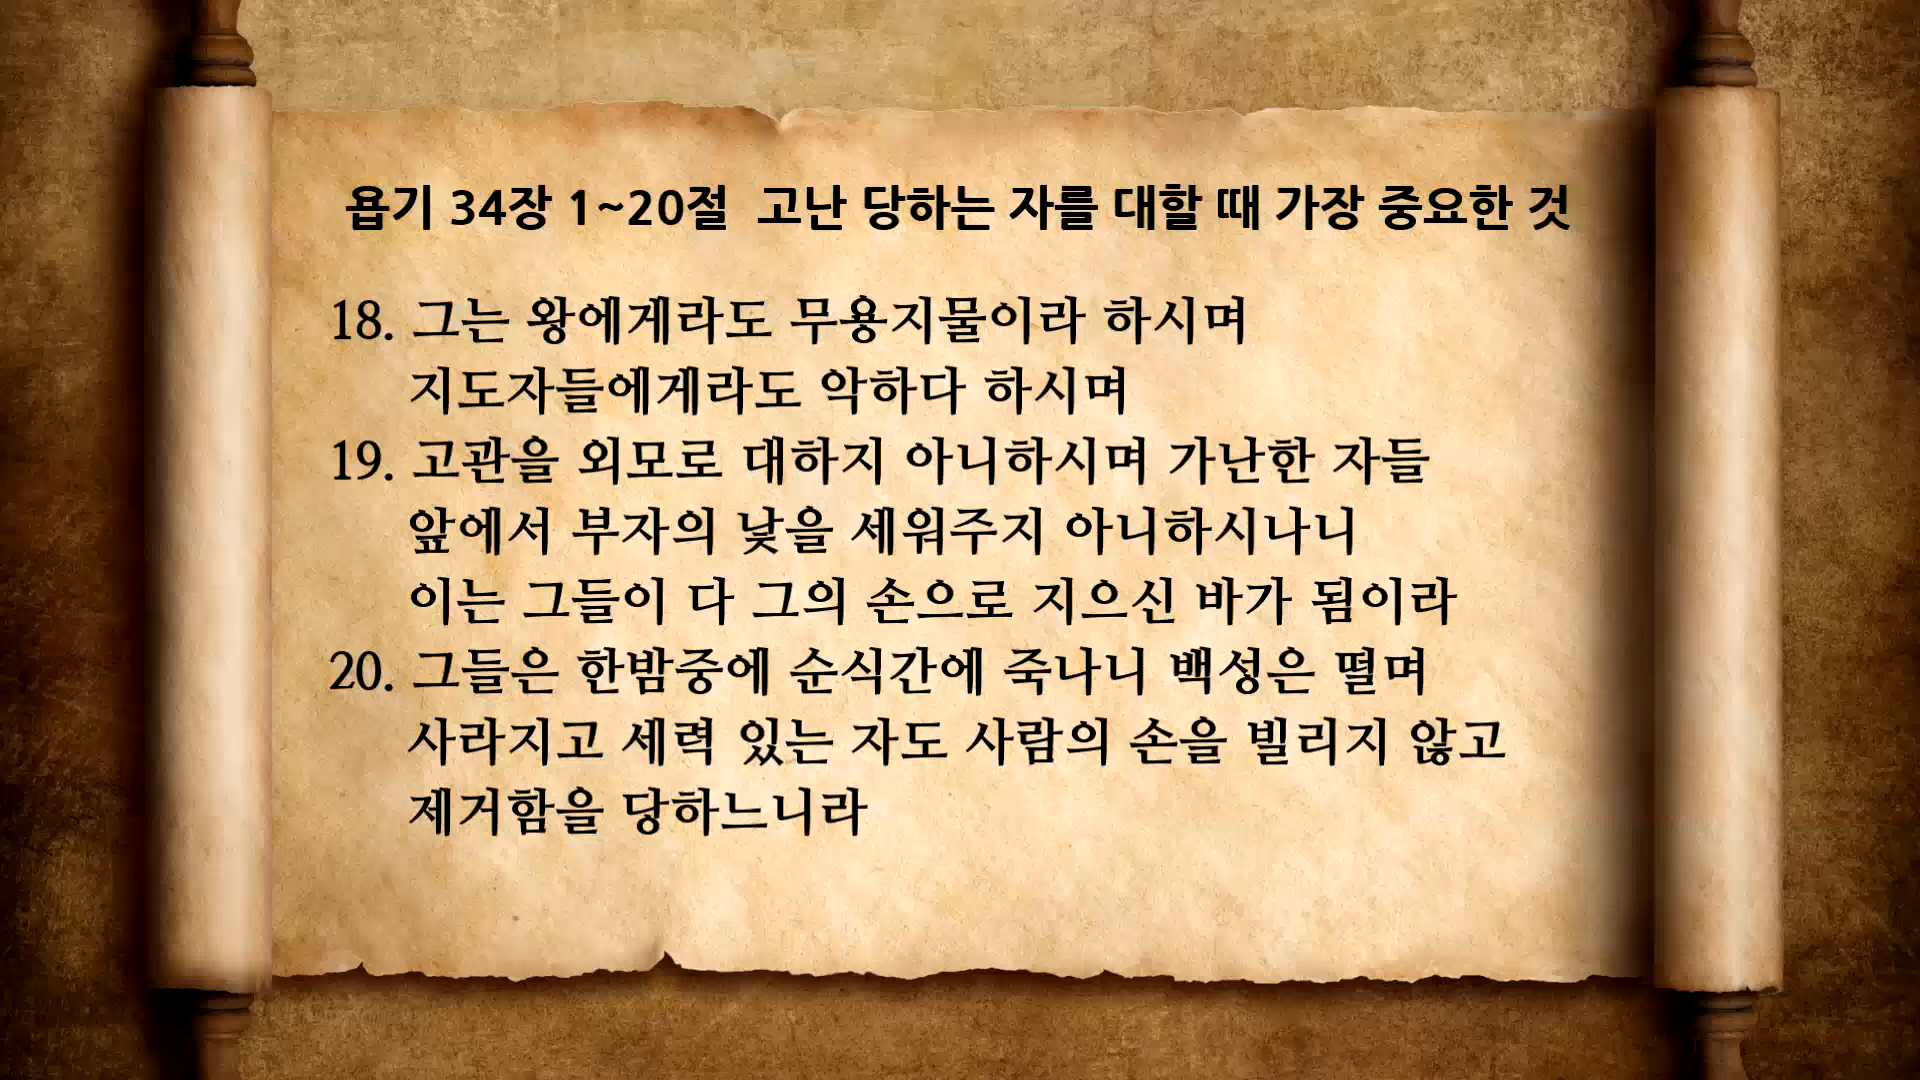 욥기 34장 1~20절 고난 당하는 자를 대할 때 가장 중요한 것
18. 그는 왕에게라도 무용지물이라 하시며
지도자들에게라도 악하다 하시며
19. 고관을 외모로 대하지 아니하시며 가난한 자들
앞에서 부자의 낯을 세워주지 아니하시나니
이는 그들이 다 그의 손으로 지으신 바가 됨이라
20. 그들은 한밤중에 순식간에 죽나니 백성은 떨며
사라지고 세력 있는 자도 사람의 손을 빌리지 않고
제거함을 당하느니라